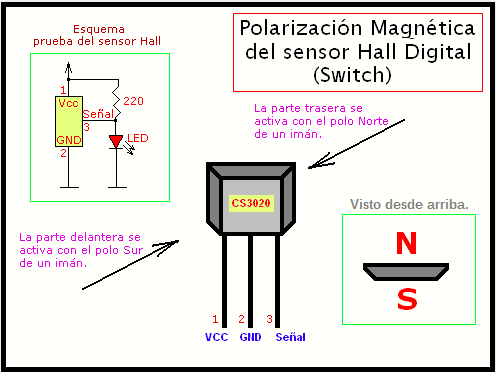 Esquema
prueba del sensor Hall
1
Vcc
220
Señal
3
GND
LED
2
Polarización Magnética
del sensor Hall Digital
(Switch)
La parte trasera se
activa con el polo Norte
de un imán.
CS3020
La parte delantera se
activa con el polo Sur
de un imán.
1 2 3
VCC GND Señal
Visto desde arriba.
N
S